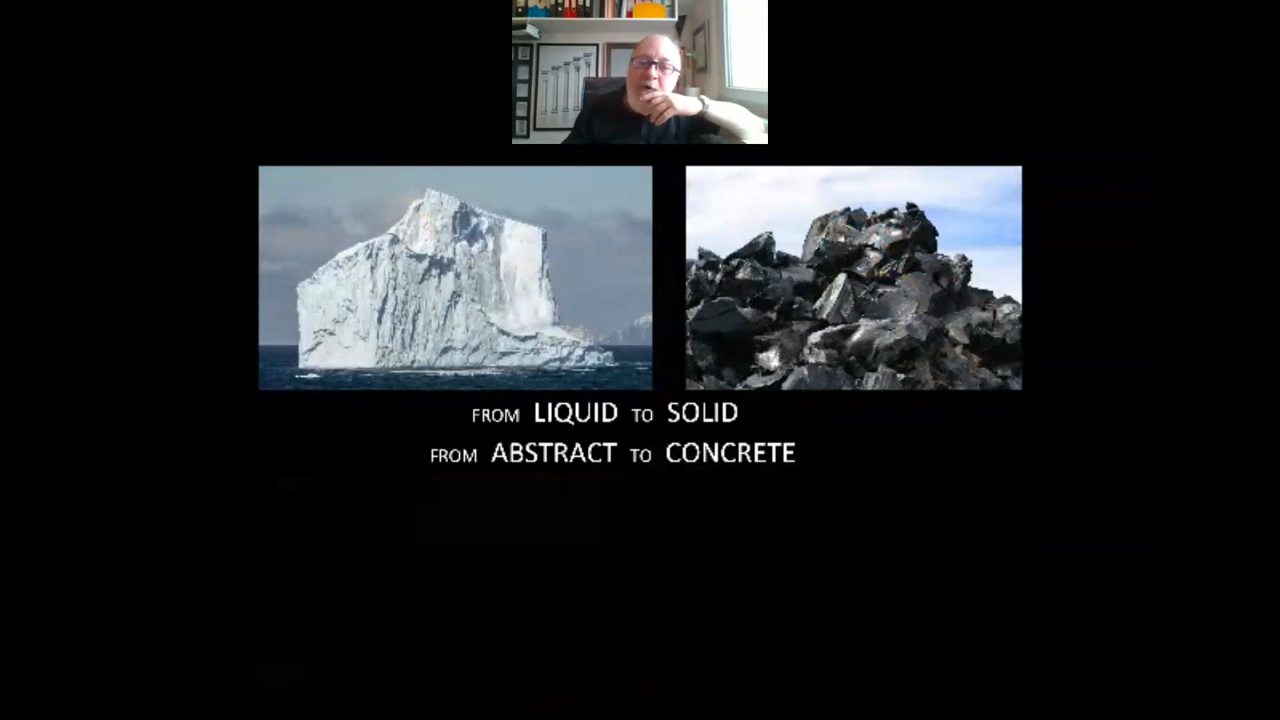 FROM LIQUID TO SOLID
FROM ABSTRACT TO CONCRETE